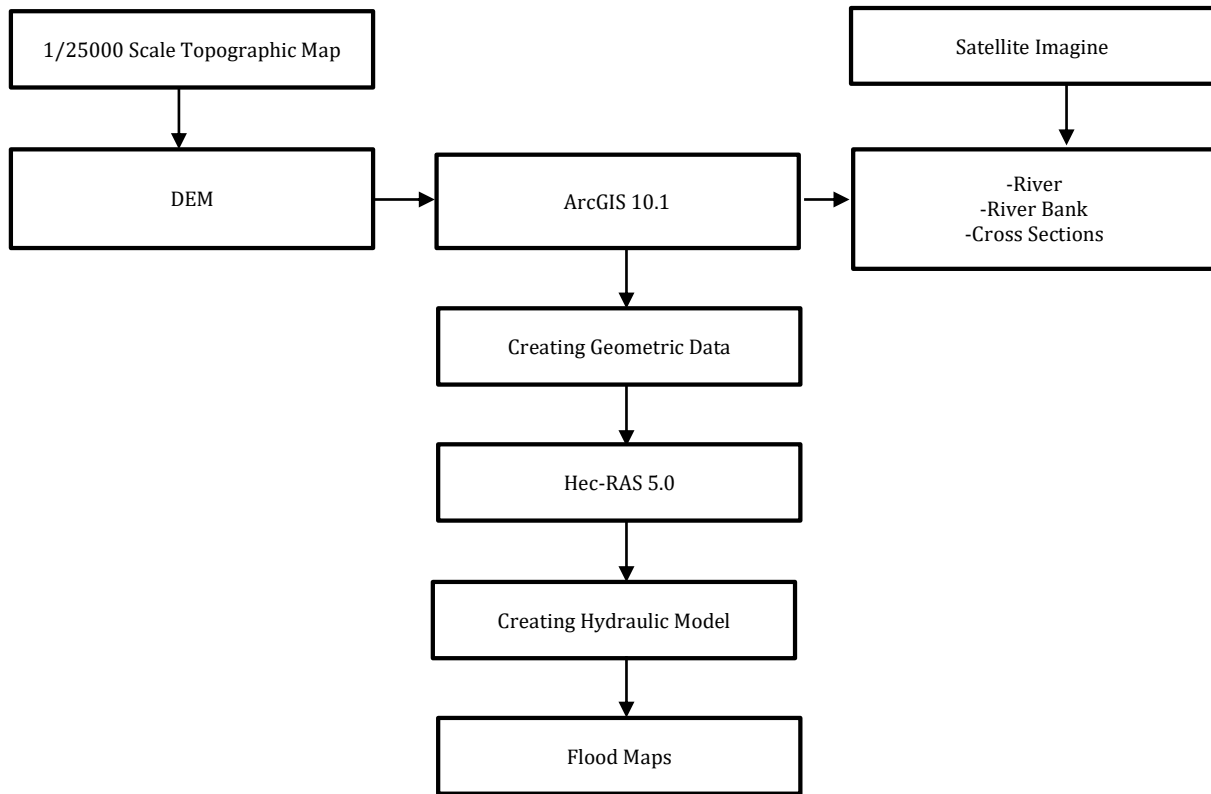 1/25000 Scale Topographic Map
Satellite Imagine
DEM
ArcGIS 10.1
-River
-River Bank
-Cross Sections
Creating Geometric Data
Hec-RAS 5.0
Creating Hydraulic Model
Flood Maps